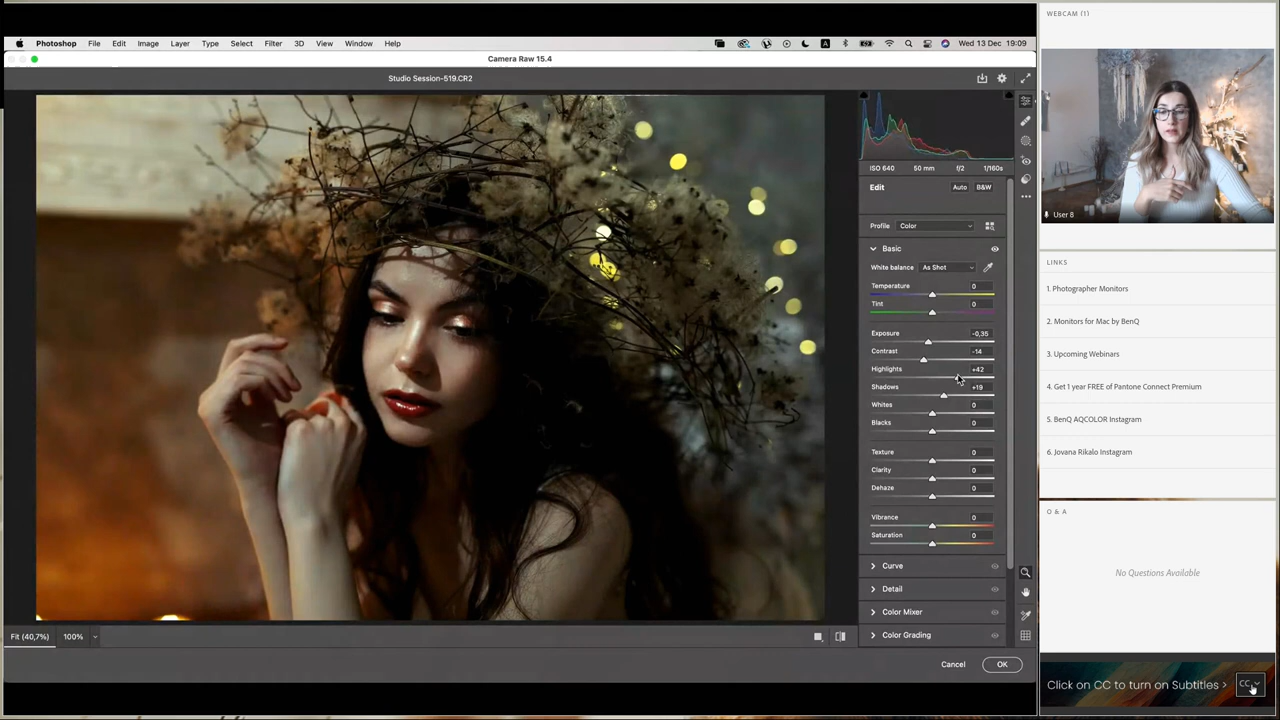 Photoshop File Edit Image Layer Type Select Filter 3D View Window Help
A
Wed 13 Dec 19:09
Camera Raw 15.4
Studio Session-519.CR2
ISO 640 50 mm f/2 1/160s
Edit Auto B&W
Profile Color
Basic
White balance As Shot
Temperature 0
Tint 0
Exposure -0,35
Contrast -14
Highlights +42
Shadows +19
Whites 0
Blacks 0
Texture 0
Clarity 0
Dehaze 0
Vibrance 0
Saturation 0
Curve
Detail
Color Mixer
Color Grading
Fit (40,7%) 100%
Cancel OK
WEBCAM (1)
User 8
LINKS
1. Photographer Monitors
2. Monitors for Mac by BenQ
3. Upcoming Webinars
4. Get 1 year FREE of Pantone Connect Premium
5. BenQ AQCOLOR Instagram
6. Jovana Rikalo Instagram
Q & A
No Questions Available
Click on CC to turn on Subtitles > CC